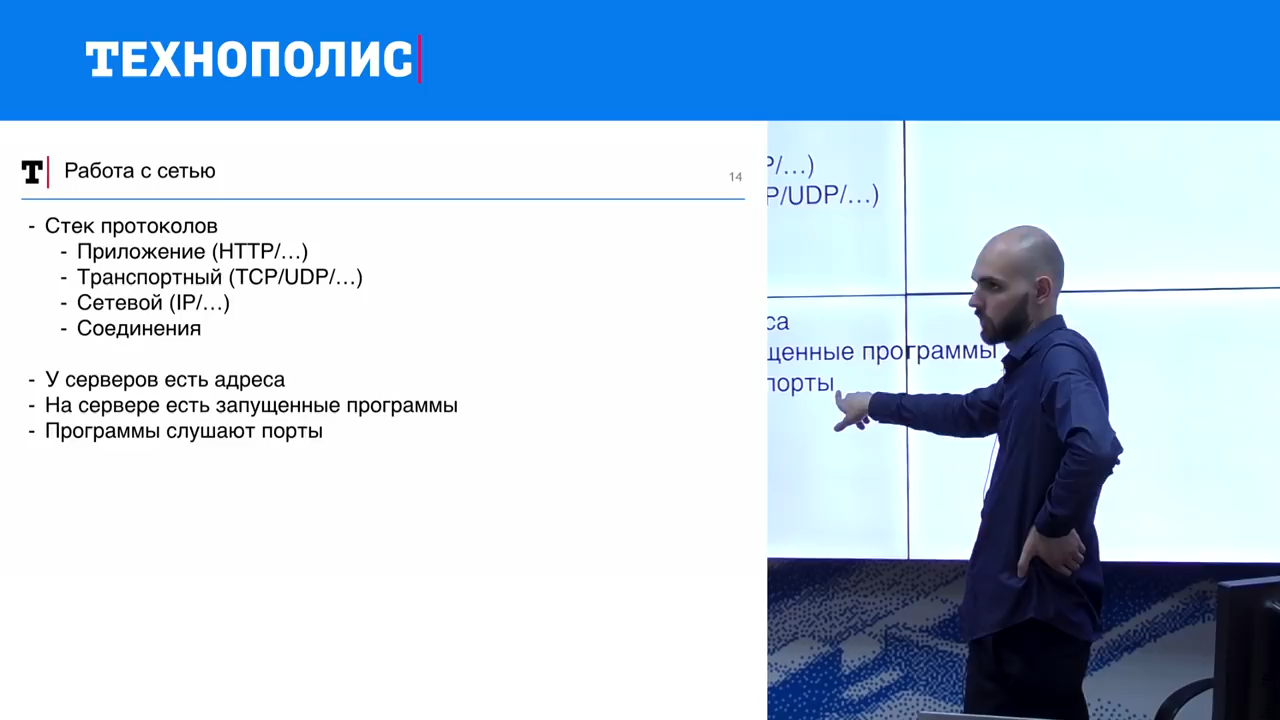 ТЕХНОПОЛИС
Т Работа с сетью
14
- Стек протоколов
- Приложение (HTTP/...)
- Транспортный (TCP/UDP/...)
- Сетевой (IP/...)
- Соединения
- У серверов есть адреса
- На сервере есть запущенные программы
- Программы слушают порты
P/...)
P/UDP/...)
са
щенные программы
порты